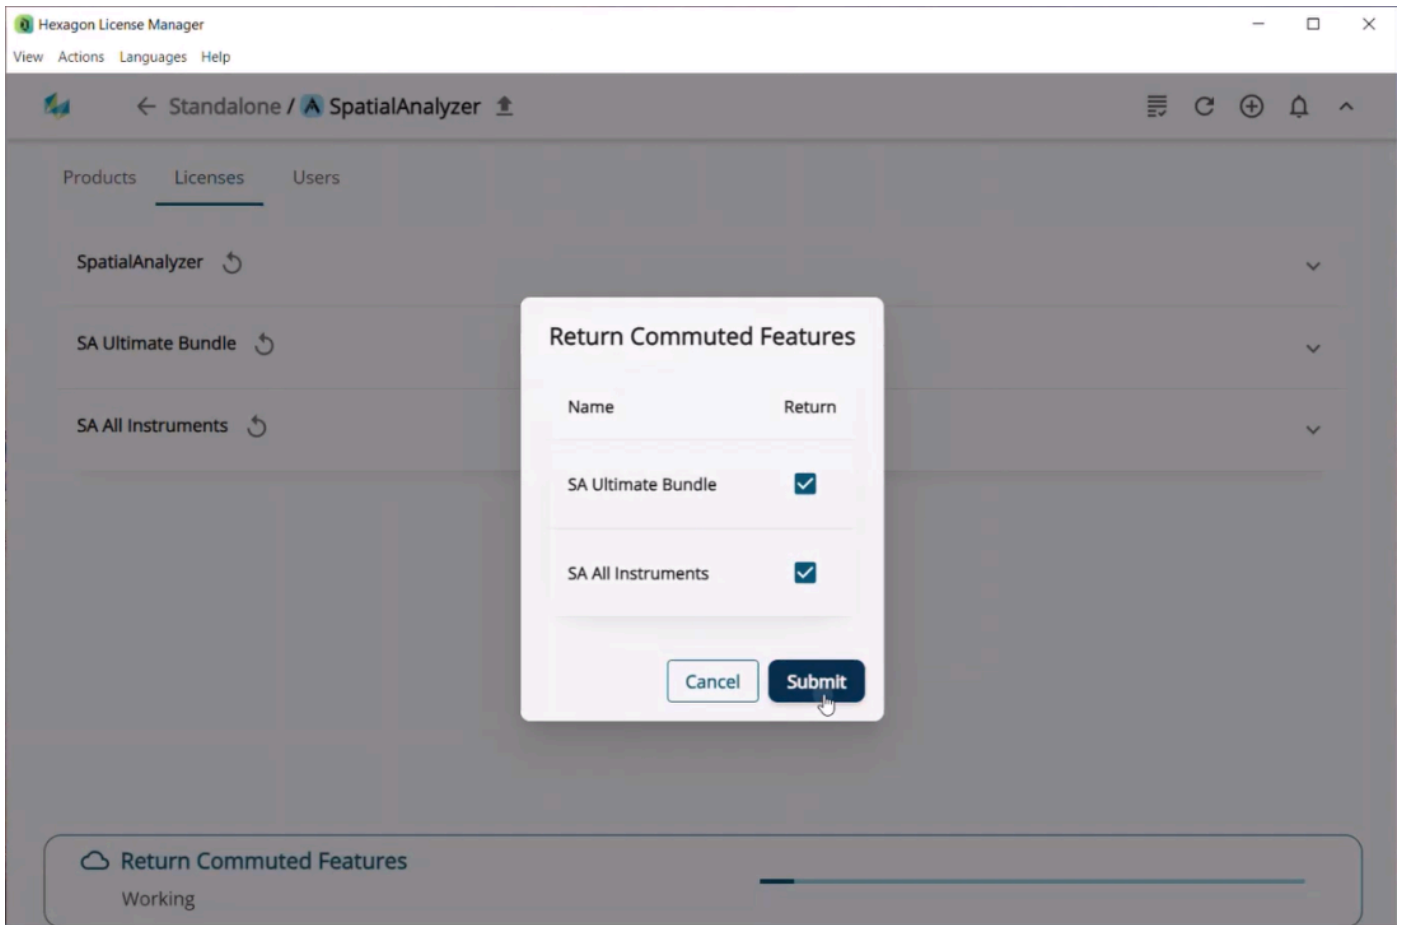 Hexagon License Manager
View Actions Languages Help
Standalone / SpatialAnalyzer
Products Licenses Users
SpatialAnalyzer
SA Ultimate Bundle
SA All Instruments
Return Commuted Features
Name Return
SA Ultimate Bundle
SA All Instruments
Cancel Submit
Return Commuted Features
Working